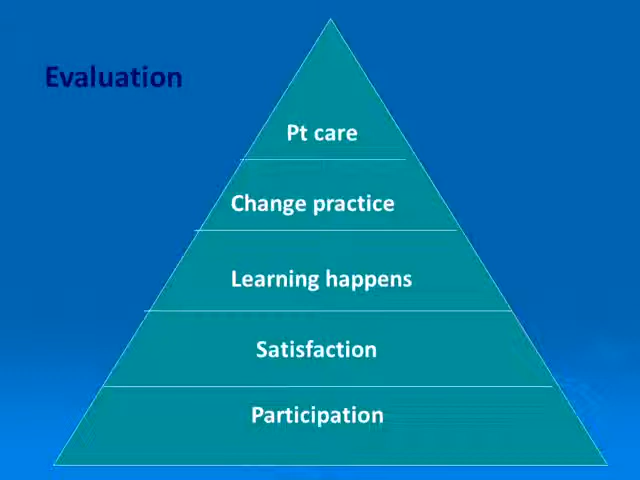 Evaluation
Pt care
Change practice
Learning happens
Satisfaction
Participation